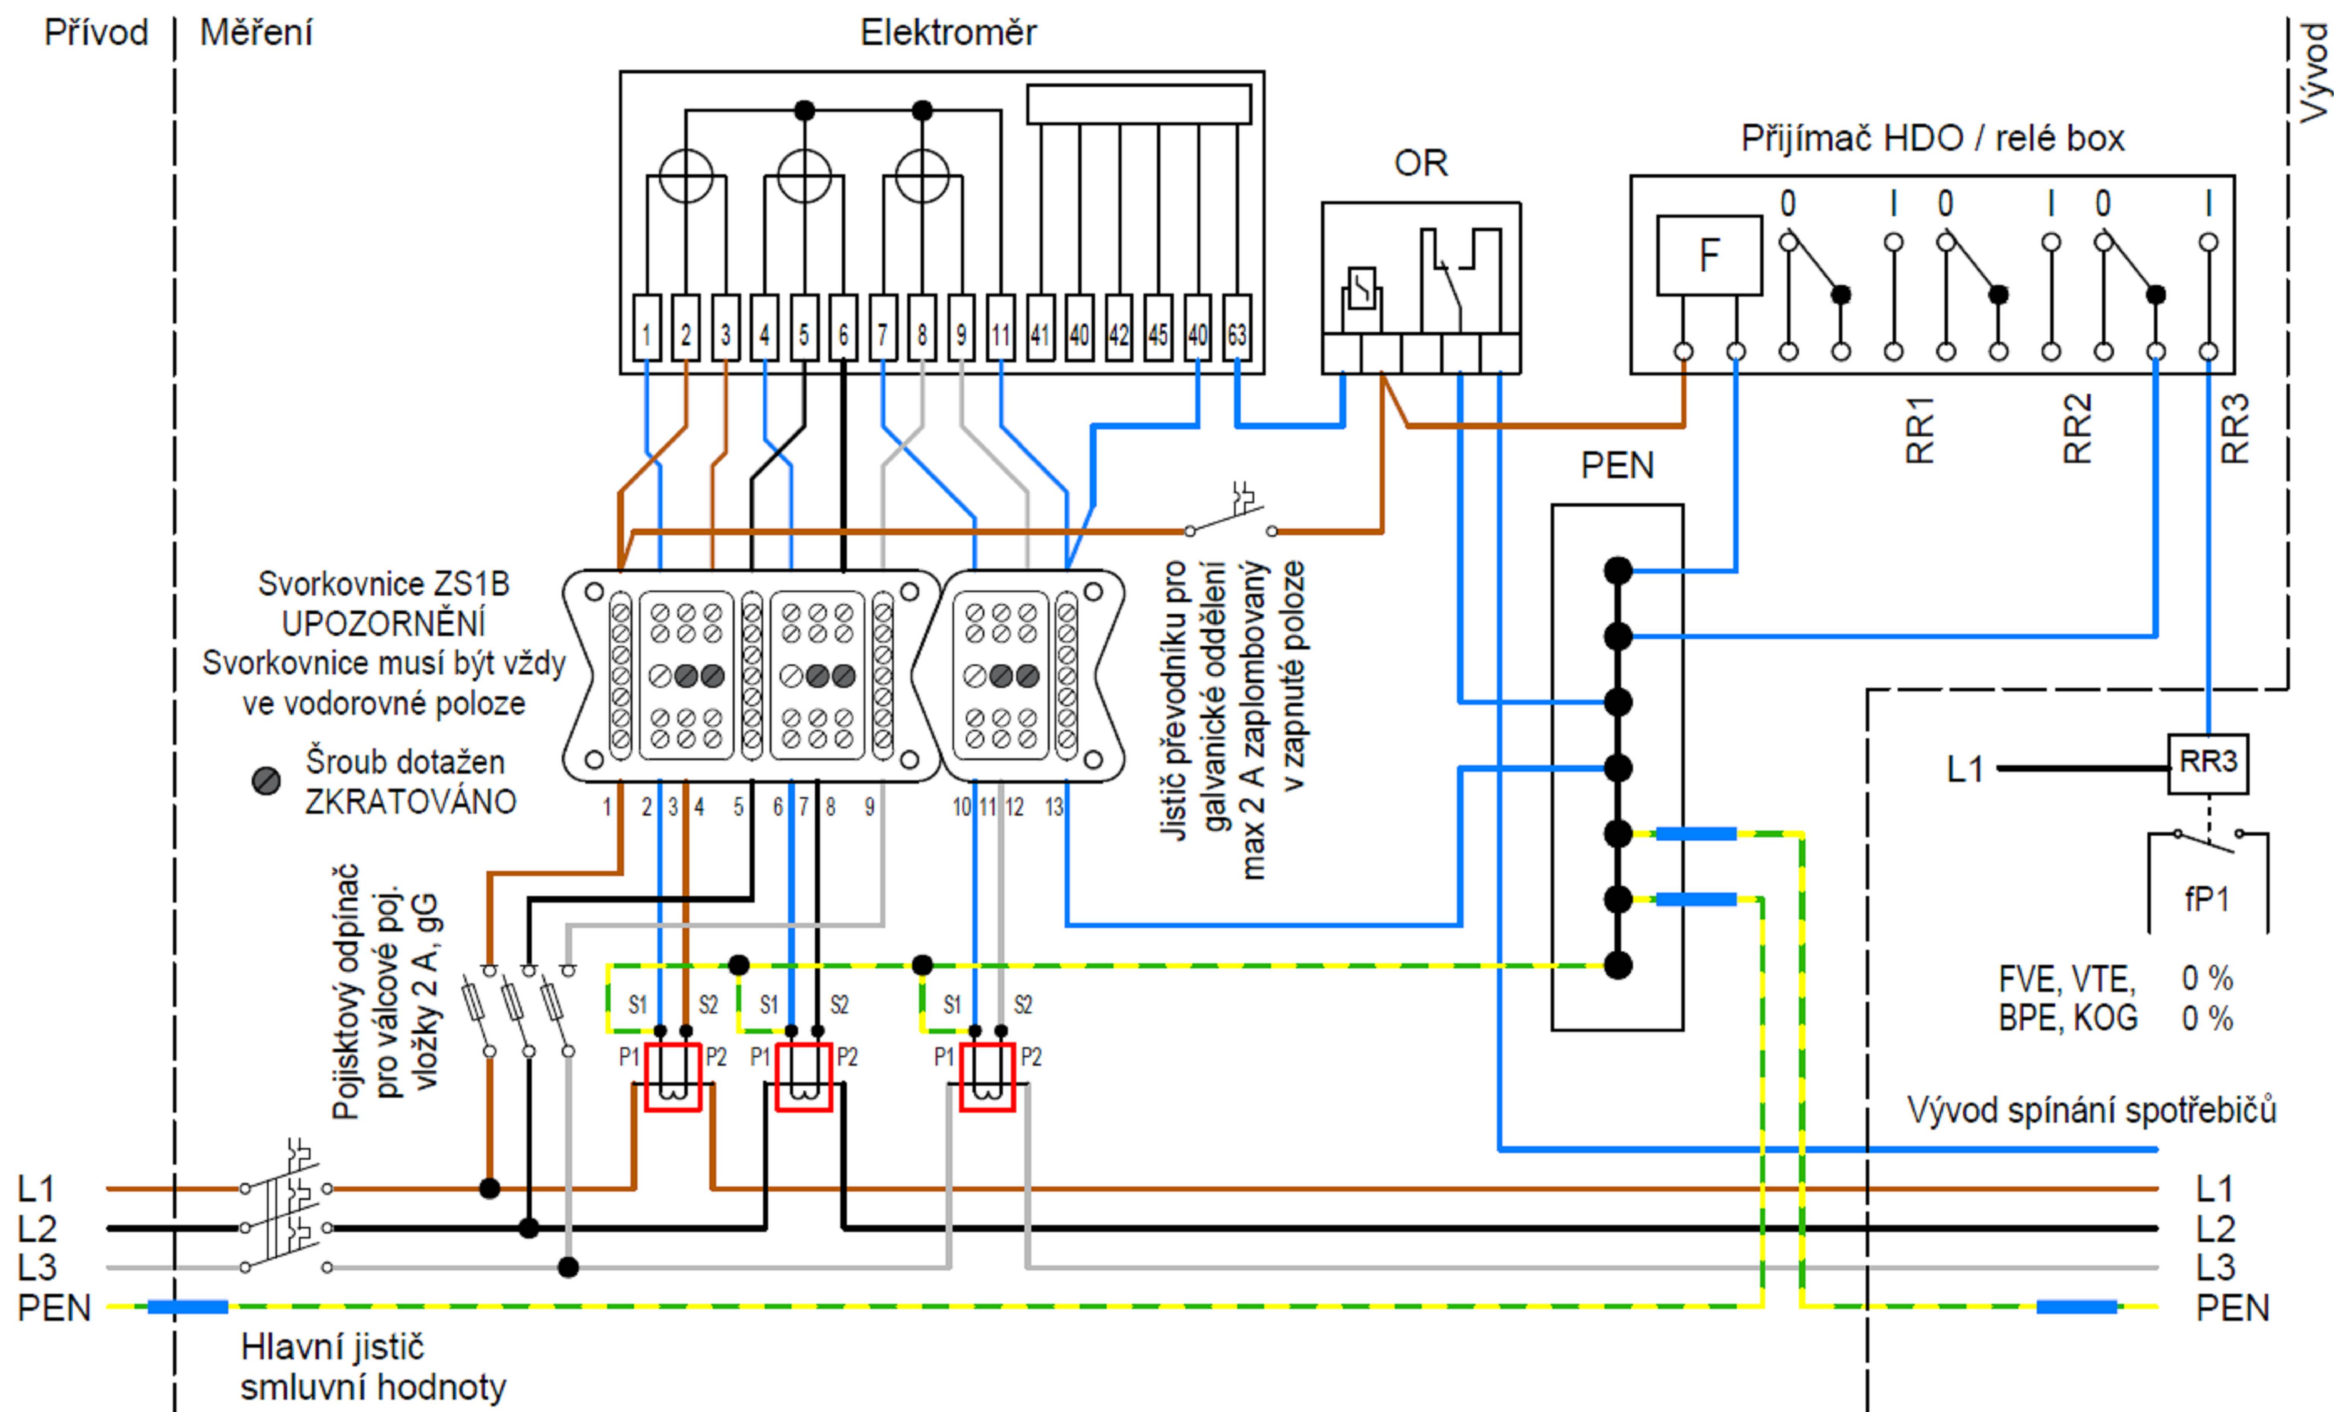 Přívod
Měření
Elektroměr
Vývod
OR
Přijímač HDO / relé box
F
0 I 0 I 0 I
1 2 3 4 5 6 7 8 9 11 41 40 42 45 40 63
RR1
RR2
RR3
PEN
Svorkovnice ZS1B
UPOZORNĚNÍ
Svorkovnice musí být vždy
ve vodorovné poloze
Šroub dotažen
ZKRATOVÁNO
Jistič převodníku pro
galvanické oddělení
max 2 A zaplombovaný
v zapnuté poloze
1 2 3 4 5 6 7 8 9 10 11 12 13
L1
RR3
fP1
Pojisktový odpínač
pro válcové poj.
vložky 2 A, gG
S1 S2 S1 S2 S1 S2
P1 P2 P1 P2 P1 P2
FVE, VTE, 0 %
BPE, KOG 0 %
Vývod spínání spotřebičů
L1
L2
L3
PEN
L1
L2
L3
PEN
Hlavní jistič
smluvní hodnoty